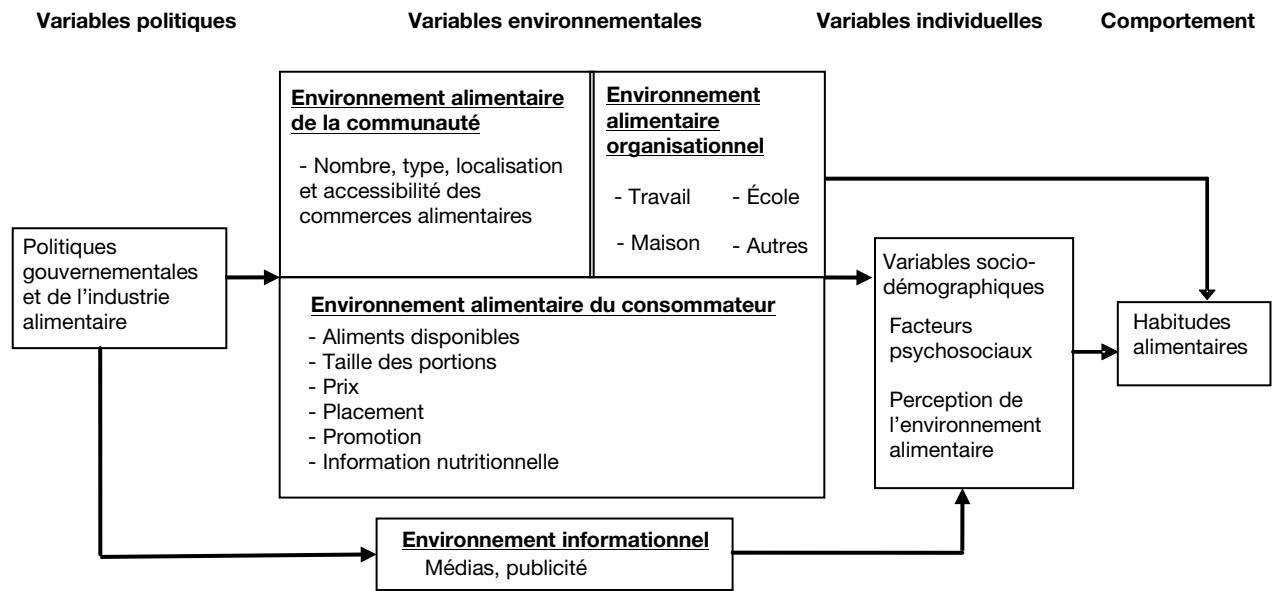 Variables politiques
Variables environnementales
Variables individuelles
Comportement
Politiques
gouvernementales
et de l'industrie
alimentaire
Environnement alimentaire
de la communauté
- Nombre, type, localisation
et accessibilité des
commerces alimentaires
Environnement
alimentaire
organisationnel
- Travail
- École
- Maison
- Autres
Environnement alimentaire du consommateur
- Aliments disponibles
- Taille des portions
- Prix
- Placement
- Promotion
- Information nutritionnelle
Environnement informationnel
Médias, publicité
Variables socio-
démographiques
Facteurs
psychosociaux
Perception de
l'environnement
alimentaire
Habitudes
alimentaires